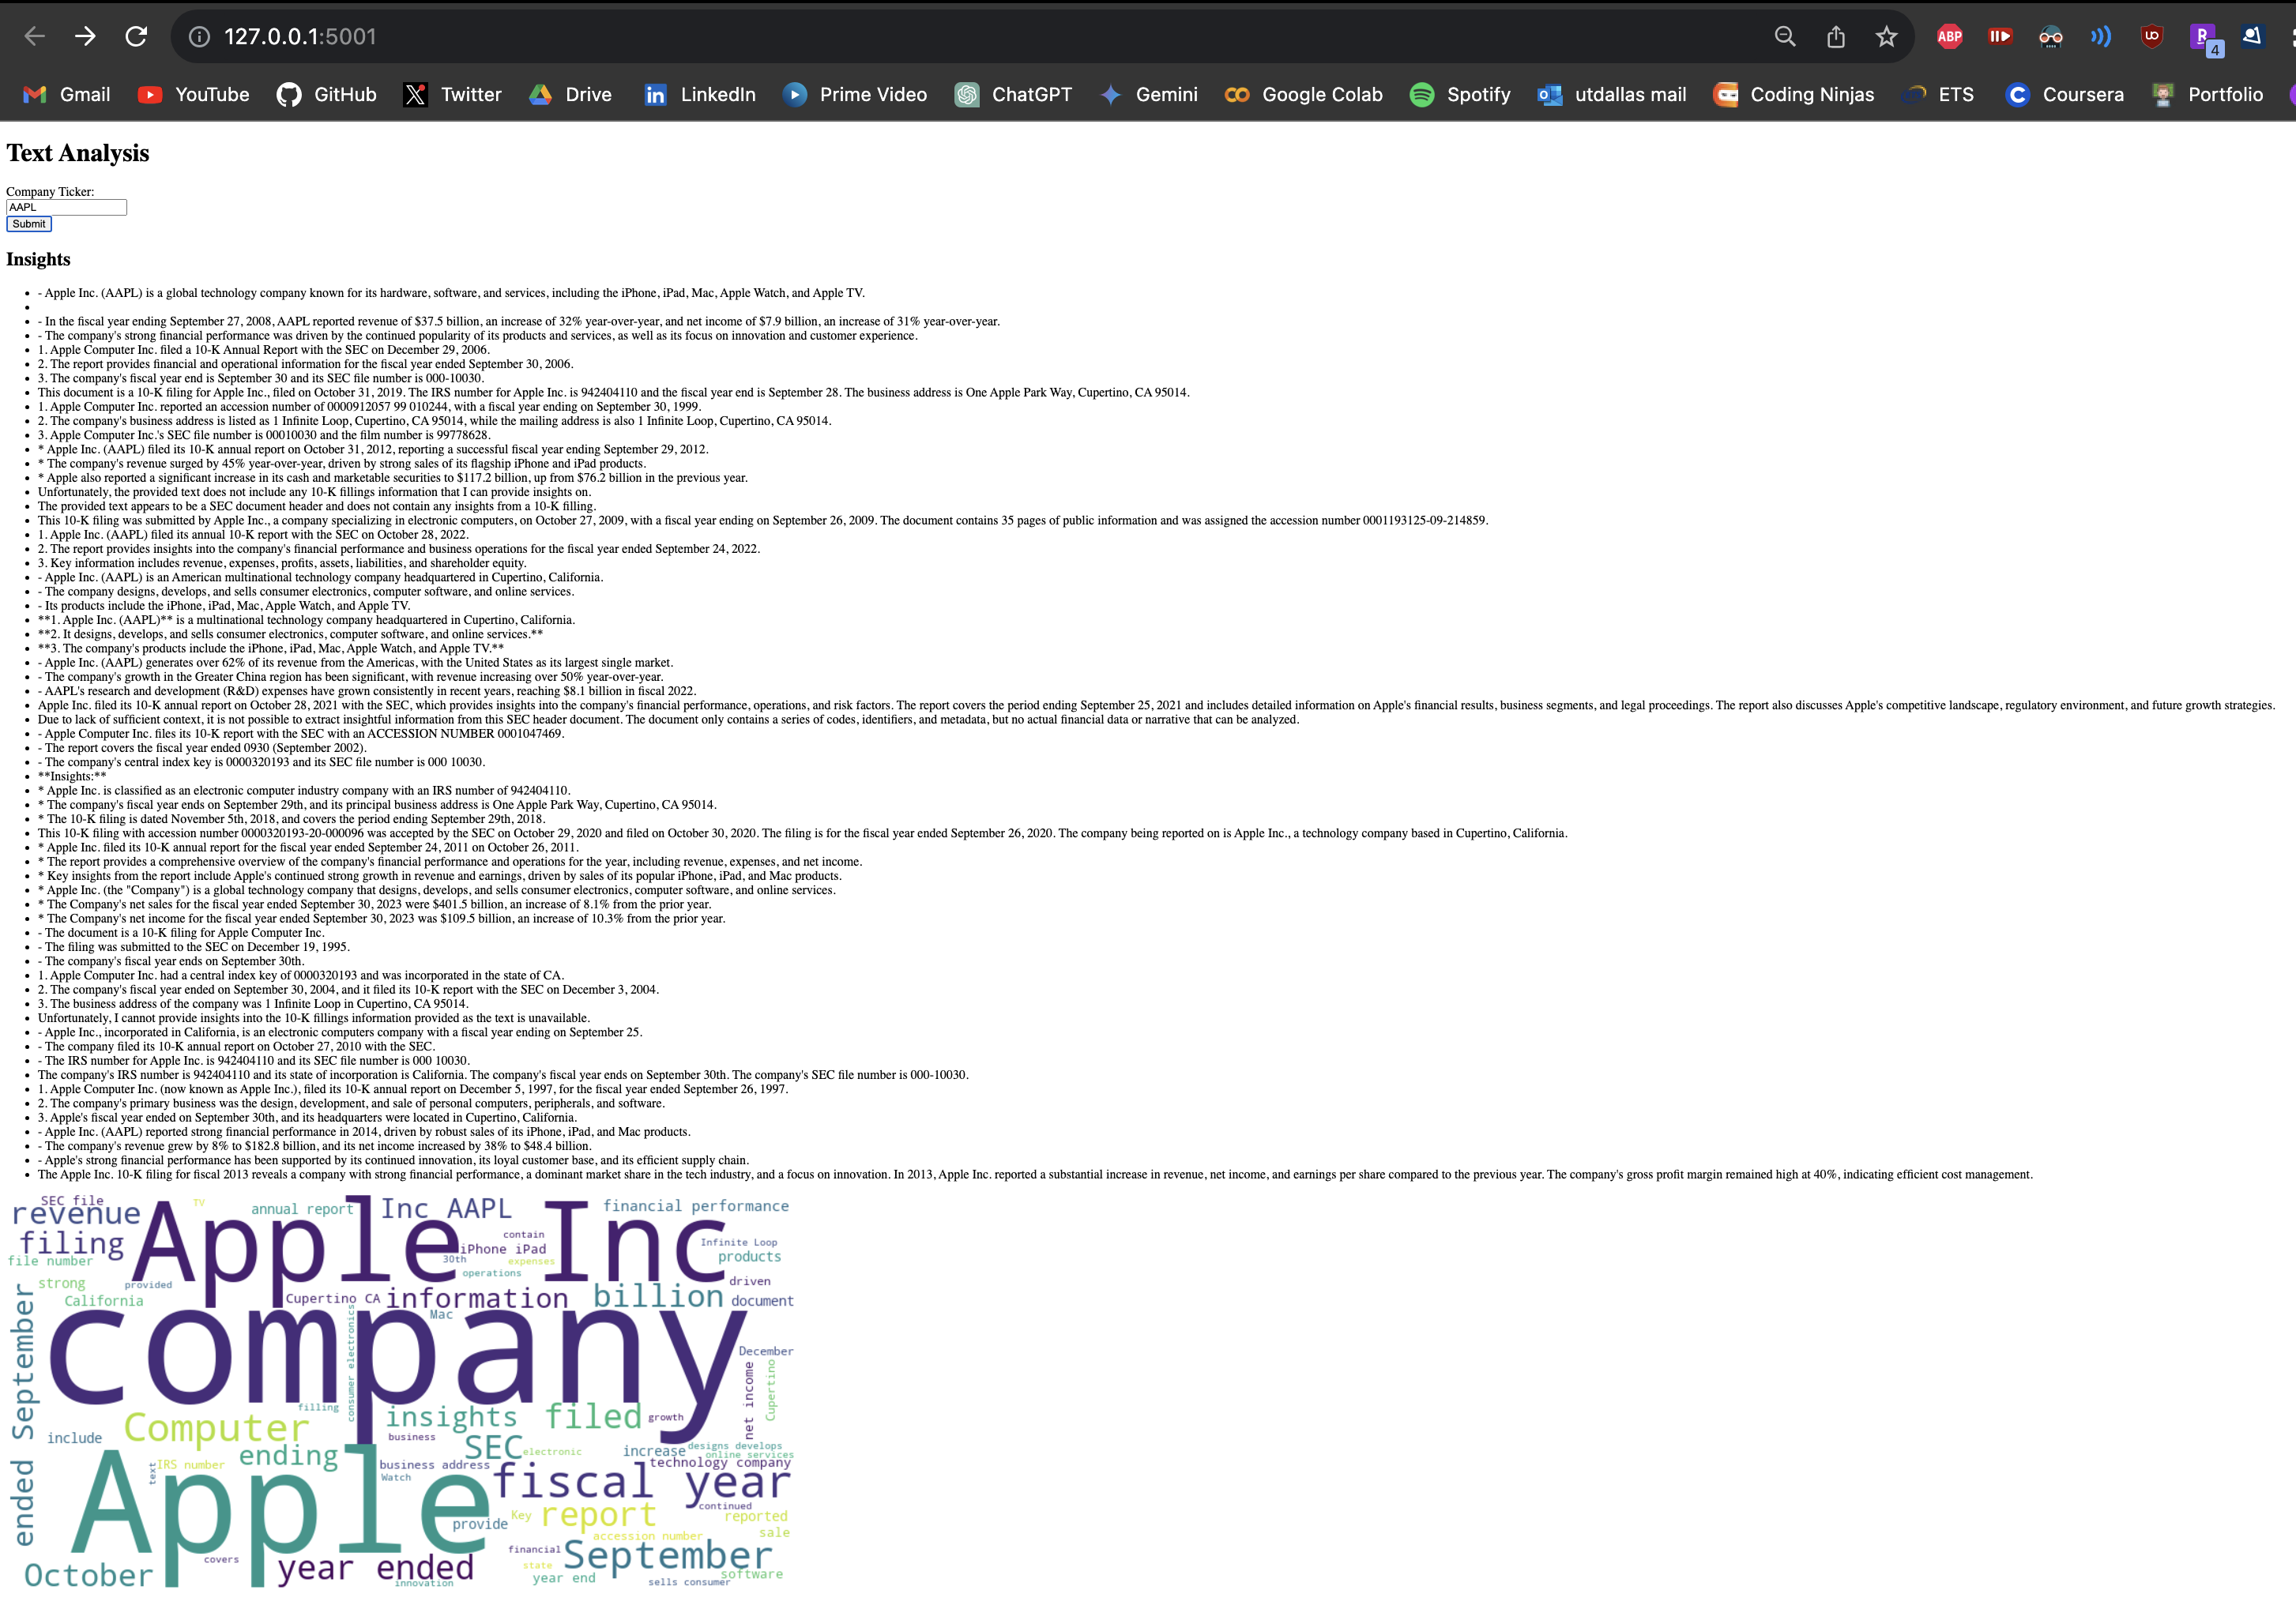 127.0.0.1:5001
ABP
UO
R
4
Gmail YouTube GitHub Twitter Drive LinkedIn Prime Video ChatGPT Gemini Google Colab Spotify utdallas mail Coding Ninjas ETS Coursera Portfolio
Text Analysis
Company Ticker:
AAPL
Submit
Insights
- Apple Inc. (AAPL) is a global technology company known for its hardware, software, and services, including the iPhone, iPad, Mac, Apple Watch, and Apple TV.
- In the fiscal year ending September 27, 2008, AAPL reported revenue of $37.5 billion, an increase of 32% year-over-year, and net income of $7.9 billion, an increase of 31% year-over-year.
- The company's strong financial performance was driven by the continued popularity of its products and services, as well as its focus on innovation and customer experience.
1. Apple Computer Inc. filed a 10-K Annual Report with the SEC on December 29, 2006.
2. The report provides financial and operational information for the fiscal year ended September 30, 2006.
3. The company's fiscal year end is September 30 and its SEC file number is 000-10030.
This document is a 10-K filing for Apple Inc., filed on October 31, 2019. The IRS number for Apple Inc. is 942404110 and the fiscal year end is September 28. The business address is One Apple Park Way, Cupertino, CA 95014.
1. Apple Computer Inc. reported an accession number of 0000912057 99 010244, with a fiscal year ending on September 30, 1999.
2. The company's business address is listed as 1 Infinite Loop, Cupertino, CA 95014, while the mailing address is also 1 Infinite Loop, Cupertino, CA 95014.
3. Apple Computer Inc.'s SEC file number is 00010030 and the film number is 99778628.
* Apple Inc. (AAPL) filed its 10-K annual report on October 31, 2012, reporting a successful fiscal year ending September 29, 2012.
* The company's revenue surged by 45% year-over-year, driven by strong sales of its flagship iPhone and iPad products.
* Apple also reported a significant increase in its cash and marketable securities to $117.2 billion, up from $76.2 billion in the previous year.
Unfortunately, the provided text does not include any 10-K fillings information that I can provide insights on.
The provided text appears to be a SEC document header and does not contain any insights from a 10-K filling.
This 10-K filing was submitted by Apple Inc., a company specializing in electronic computers, on October 27, 2009, with a fiscal year ending on September 26, 2009. The document contains 35 pages of public information and was assigned the accession number 0001193125-09-214859.
1. Apple Inc. (AAPL) filed its annual 10-K report with the SEC on October 28, 2022.
2. The report provides insights into the company's financial performance and business operations for the fiscal year ended September 24, 2022.
3. Key information includes revenue, expenses, profits, assets, liabilities, and shareholder equity.
- Apple Inc. (AAPL) is an American multinational technology company headquartered in Cupertino, California.
- The company designs, develops, and sells consumer electronics, computer software, and online services.
- Its products include the iPhone, iPad, Mac, Apple Watch, and Apple TV.
**1. Apple Inc. (AAPL)** is a multinational technology company headquartered in Cupertino, California.
**2. It designs, develops, and sells consumer electronics, computer software, and online services.**
**3. The company's products include the iPhone, iPad, Mac, Apple Watch, and Apple TV.**
- Apple Inc. (AAPL) generates over 62% of its revenue from the Americas, with the United States as its largest single market.
- The company's growth in the Greater China region has been significant, with revenue increasing over 50% year-over-year.
- AAPL's research and development (R&D) expenses have grown consistently in recent years, reaching $8.1 billion in fiscal 2022.
Apple Inc. filed its 10-K annual report on October 28, 2021 with the SEC, which provides insights into the company's financial performance, operations, and risk factors. The report covers the period ending September 25, 2021 and includes detailed information on Apple's financial results, business segments, and legal proceedings. The report also discusses Apple's competitive landscape, regulatory environment, and future growth strategies.
Due to lack of sufficient context, it is not possible to extract insightful information from this SEC header document. The document only contains a series of codes, identifiers, and metadata, but no actual financial data or narrative that can be analyzed.
- Apple Computer Inc. files its 10-K report with the SEC with an ACCESSION NUMBER 0001047469.
- The report covers the fiscal year ended 0930 (September 2002).
- The company's central index key is 0000320193 and its SEC file number is 000 10030.
**Insights:**
* Apple Inc. is classified as an electronic computer industry company with an IRS number of 942404110.
* The company's fiscal year ends on September 29th, and its principal business address is One Apple Park Way, Cupertino, CA 95014.
* The 10-K filing is dated November 5th, 2018, and covers the period ending September 29th, 2018.
This 10-K filing with accession number 0000320193-20-000096 was accepted by the SEC on October 29, 2020 and filed on October 30, 2020. The filing is for the fiscal year ended September 26, 2020. The company being reported on is Apple Inc., a technology company based in Cupertino, California.
* Apple Inc. filed its 10-K annual report for the fiscal year ended September 24, 2011 on October 26, 2011.
* The report provides a comprehensive overview of the company's financial performance and operations for the year, including revenue, expenses, and net income.
* Key insights from the report include Apple's continued strong growth in revenue and earnings, driven by sales of its popular iPhone, iPad, and Mac products.
* Apple Inc. (the "Company") is a global technology company that designs, develops, and sells consumer electronics, computer software, and online services.
* The Company's net sales for the fiscal year ended September 30, 2023 were $401.5 billion, an increase of 8.1% from the prior year.
* The Company's net income for the fiscal year ended September 30, 2023 was $109.5 billion, an increase of 10.3% from the prior year.
- The document is a 10-K filing for Apple Computer Inc.
- The filing was submitted to the SEC on December 19, 1995.
- The company's fiscal year ends on September 30th.
1. Apple Computer Inc. had a central index key of 0000320193 and was incorporated in the state of CA.
2. The company's fiscal year ended on September 30, 2004, and it filed its 10-K report with the SEC on December 3, 2004.
3. The business address of the company was 1 Infinite Loop in Cupertino, CA 95014.
Unfortunately, I cannot provide insights into the 10-K fillings information provided as the text is unavailable.
- Apple Inc., incorporated in California, is an electronic computers company with a fiscal year ending on September 25.
- The company filed its 10-K annual report on October 27, 2010 with the SEC.
- The IRS number for Apple Inc. is 942404110 and its SEC file number is 000 10030.
The company's IRS number is 942404110 and its state of incorporation is California. The company's fiscal year ends on September 30th. The company's SEC file number is 000-10030.
1. Apple Computer Inc. (now known as Apple Inc.), filed its 10-K annual report on December 5, 1997, for the fiscal year ended September 26, 1997.
2. The company's primary business was the design, development, and sale of personal computers, peripherals, and software.
3. Apple's fiscal year ended on September 30th, and its headquarters were located in Cupertino, California.
- Apple Inc. (AAPL) reported strong financial performance in 2014, driven by robust sales of its iPhone, iPad, and Mac products.
- The company's revenue grew by 8% to $182.8 billion, and its net income increased by 38% to $48.4 billion.
- Apple's strong financial performance has been supported by its continued innovation, its loyal customer base, and its efficient supply chain.
The Apple Inc. 10-K filing for fiscal 2013 reveals a company with strong financial performance, a dominant market share in the tech industry, and a focus on innovation. In 2013, Apple Inc. reported a substantial increase in revenue, net income, and earnings per share compared to the previous year. The company's gross profit margin remained high at 40%, indicating efficient cost management.
SEC file
TV
annual report
Inc AAPL
financial performance
revenue
Apple Inc
contain
filing
iPhone iPad
Infinite Loop
file number
30th
expenses
products
operations
strong
provided
driven
California
Cupertino CA
information
billion
document
Mac
company
ended September
consumer electronics
December
net income
Cupertino
filling
Computer
insights
filed
growth
include
business
SEC
electronic
increase
designs develops
online services
ending
technology company
text
IRS number
business address
Watch
fiscal year
Apple
continued
provide
Key
report
reported
accession number
sale
financial
September
covers
year ended
state
October
innovation
year end
sells consumer
software